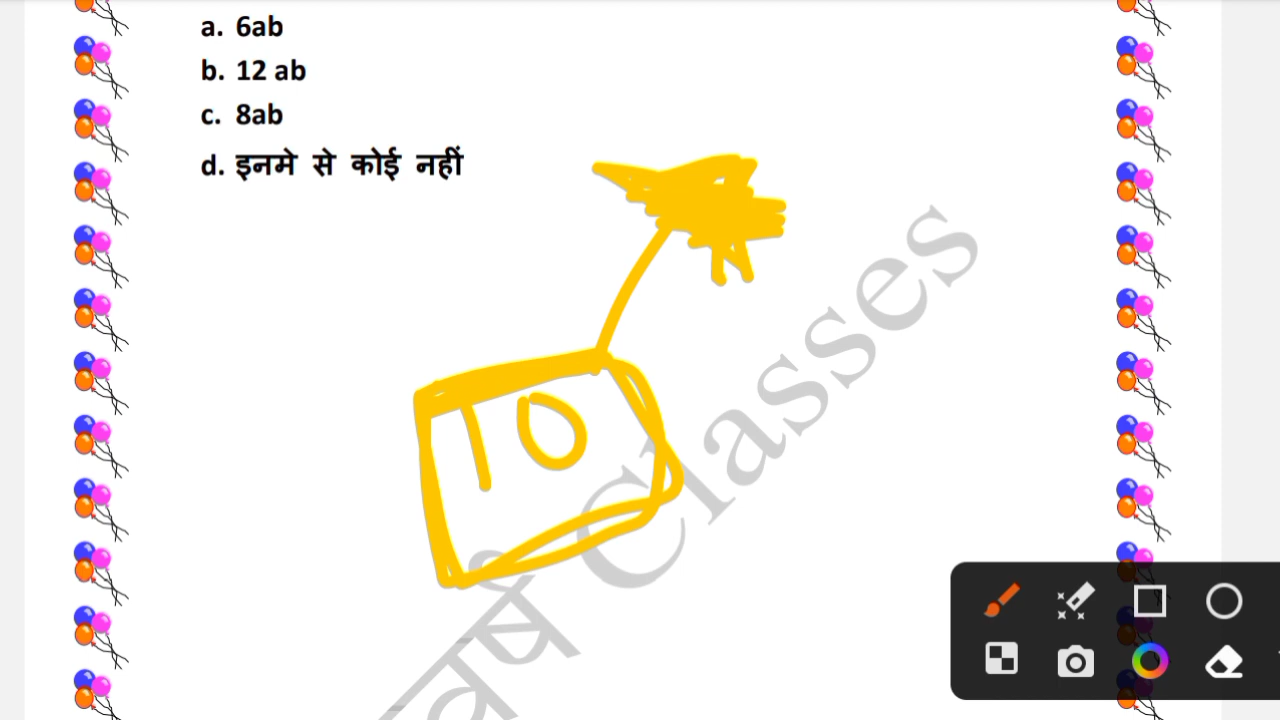 a. 6ab
b. 12 ab
c. 8ab
d. इनमे से कोई नहीं
10
र्ष Classes